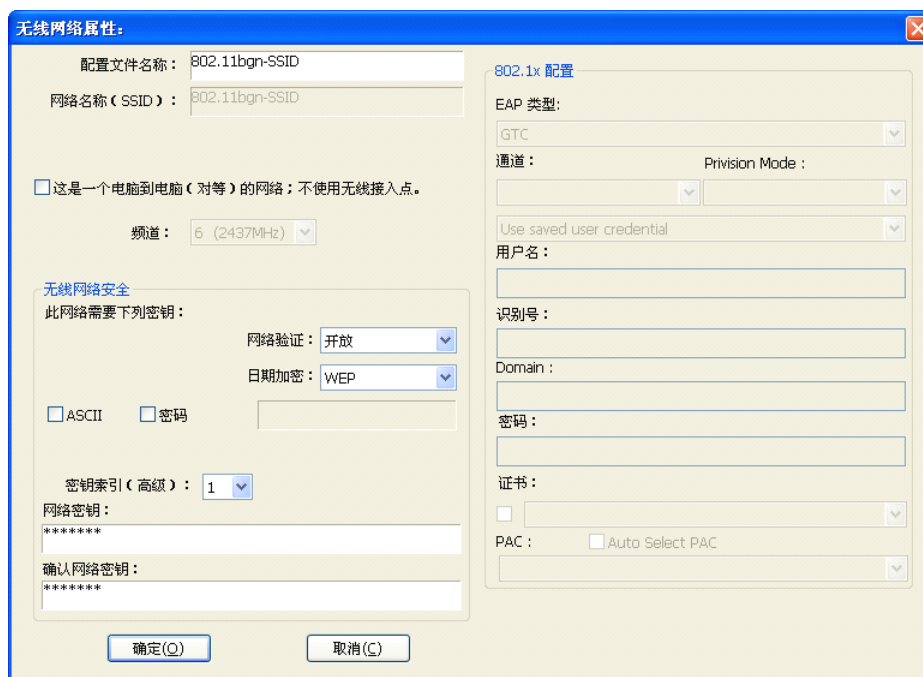 无线网络属性：
配置文件名称： 802.11bgn-SSID
网络名称（SSID）： 802.11bgn-SSID
这是一个电脑到电脑（对等）的网络；不使用无线接入点。
频道： 6 (2437MHz)
无线网络安全
此网络需要下列密钥：
网络验证： 开放
日期加密： WEP
ASCII 密码
密钥索引（高级）： 1
网络密钥：
*******
确认网络密钥：
*******
确定(O) 取消(C)
802.1x 配置
EAP 类型:
GTC
通道： Privision Mode：
Use saved user credential
用户名：
识别号：
Domain：
密码：
证书：
PAC： Auto Select PAC